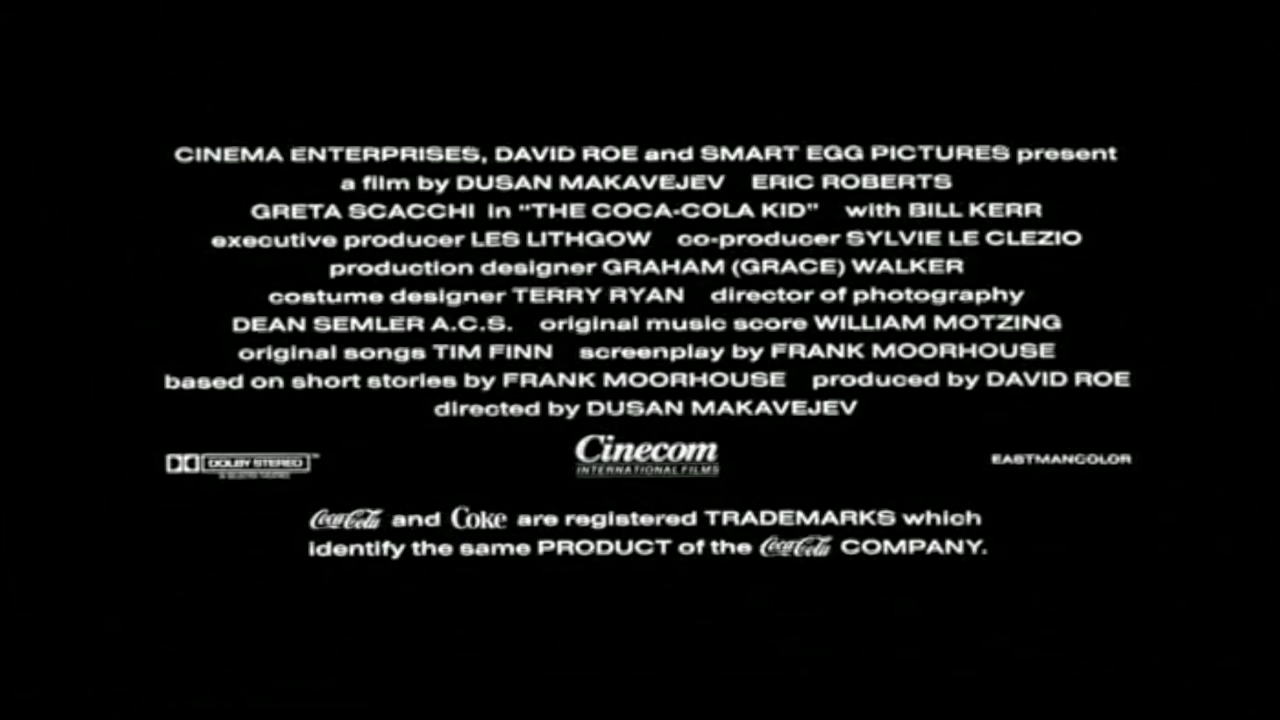 CINEMA ENTERPRISES, DAVID ROE and SMART EGG PICTURES present
a film by DUSAN MAKAVEJEV ERIC ROBERTS
GRETA SCACCHI in "THE COCA-COLA KID" with BILL KERR
executive producer LES LITHGOW co-producer SYLVIE LE CLEZIO
production designer GRAHAM (GRACE) WALKER
costume designer TERRY RYAN director of photography
DEAN SEMLER A.C.S. original music score WILLIAM MOTZING
original songs TIM FINN screenplay by FRANK MOORHOUSE
based on short stories by FRANK MOORHOUSE produced by DAVID ROE
directed by DUSAN MAKAVEJEV
DOLBY STEREO™
Cinecom
INTERNATIONAL FILMS
EASTMANCOLOR
Coca-Cola and Coke are registered TRADEMARKS which
identify the same PRODUCT of the Coca-Cola COMPANY.